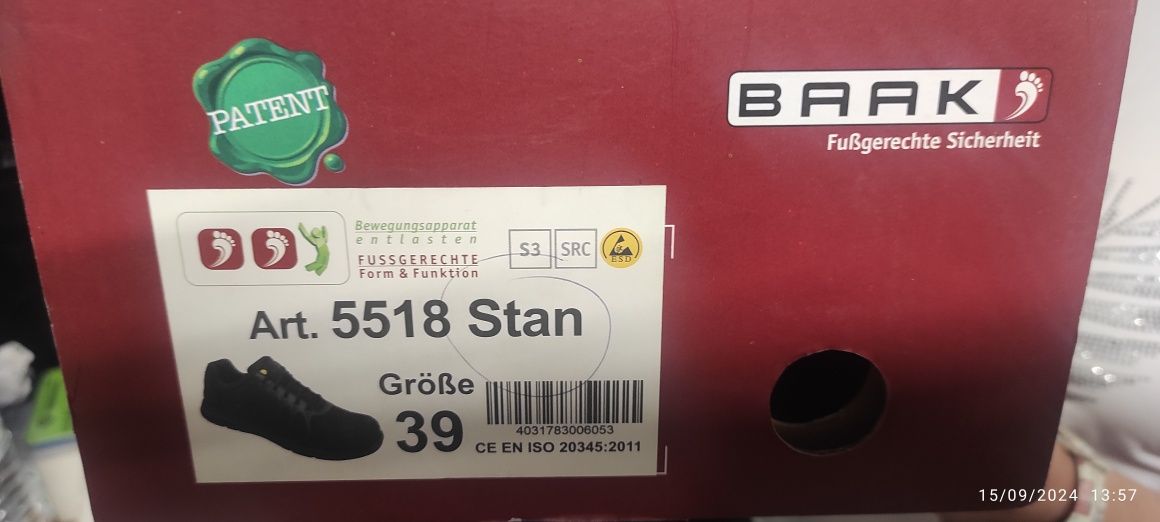 PATENT
BAAK
Fußgerechte Sicherheit
Bewegungsapparat
entlasten
FUSSGERECHTE
Form & Funktion
S3 SRC ESD
Art. 5518 Stan
Größe
39
4031783006053
CE EN ISO 20345:2011
15/09/2024 13:57